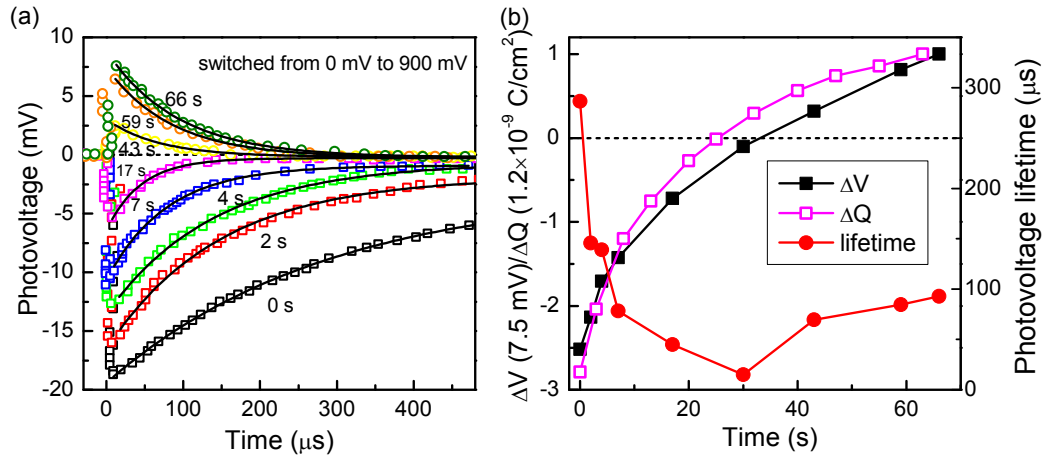 (a)
Photovoltage (mV)
10
5
0
-5
-10
-15
-20
switched from 0 mV to 900 mV
66 s
59 s
43 s
17 s
7 s
4 s
2 s
0 s
0
100
200
300
400
Time (μs)
(b)
ΔV (7.5 mV)/ΔQ (1.2×10⁻⁹ C/cm²)
1
0
-1
-2
-3
ΔV
ΔQ
lifetime
0
20
40
60
Time (s)
300
200
100
0
Photovoltage lifetime (μs)